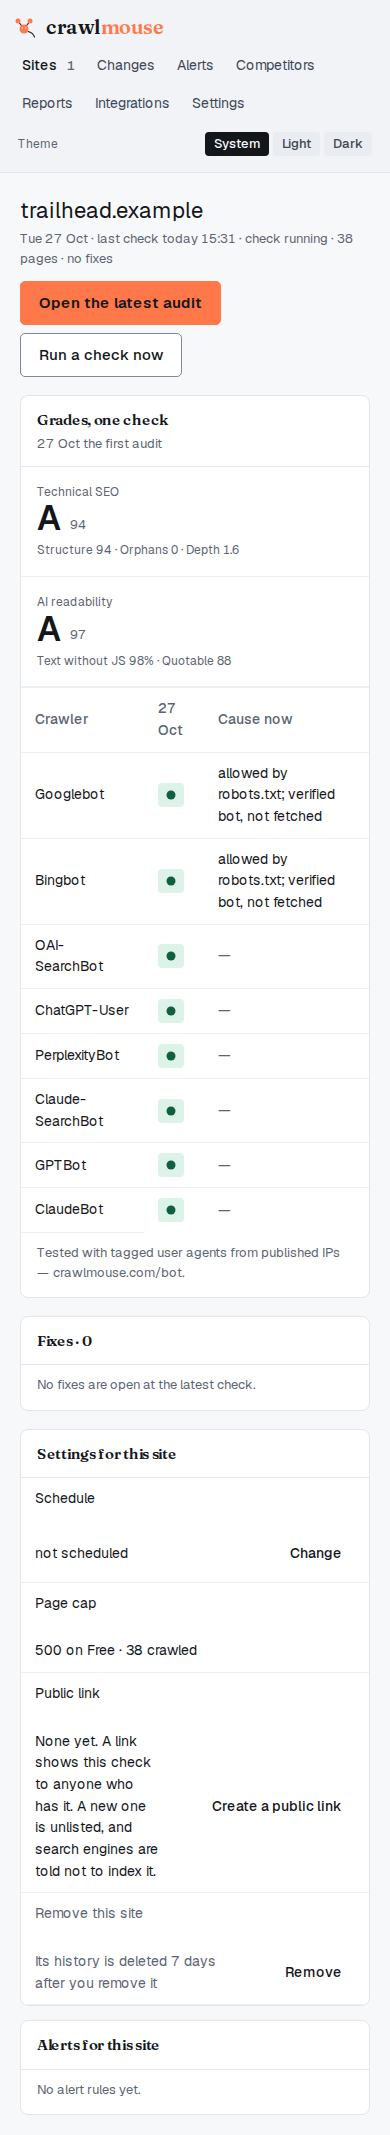 crawlmouse
Sites 1 Changes Alerts Competitors
Reports Integrations Settings
Theme System Light Dark
trailhead.example
Tue 27 Oct · last check today 15:31 · check running · 38
pages · no fixes
Open the latest audit
Run a check now
Grades, one check
27 Oct the first audit
Technical SEO
A 94
Structure 94 · Orphans 0 · Depth 1.6
AI readability
A 97
Text without JS 98% · Quotable 88
Crawler 27 Oct Cause now
Googlebot allowed by
robots.txt; verified
bot, not fetched
Bingbot allowed by
robots.txt; verified
bot, not fetched
OAI-
SearchBot —
ChatGPT-User —
PerplexityBot —
Claude-
SearchBot —
GPTBot —
ClaudeBot —
Tested with tagged user agents from published IPs
— crawlmouse.com/bot.
Fixes · 0
No fixes are open at the latest check.
Settings for this site
Schedule
not scheduled Change
Page cap
500 on Free · 38 crawled
Public link
None yet. A link
shows this check
to anyone who
has it. A new one
is unlisted, and
search engines are
told not to index it.
Create a public link
Remove this site
Its history is deleted 7 days
after you remove it
Remove
Alerts for this site
No alert rules yet.